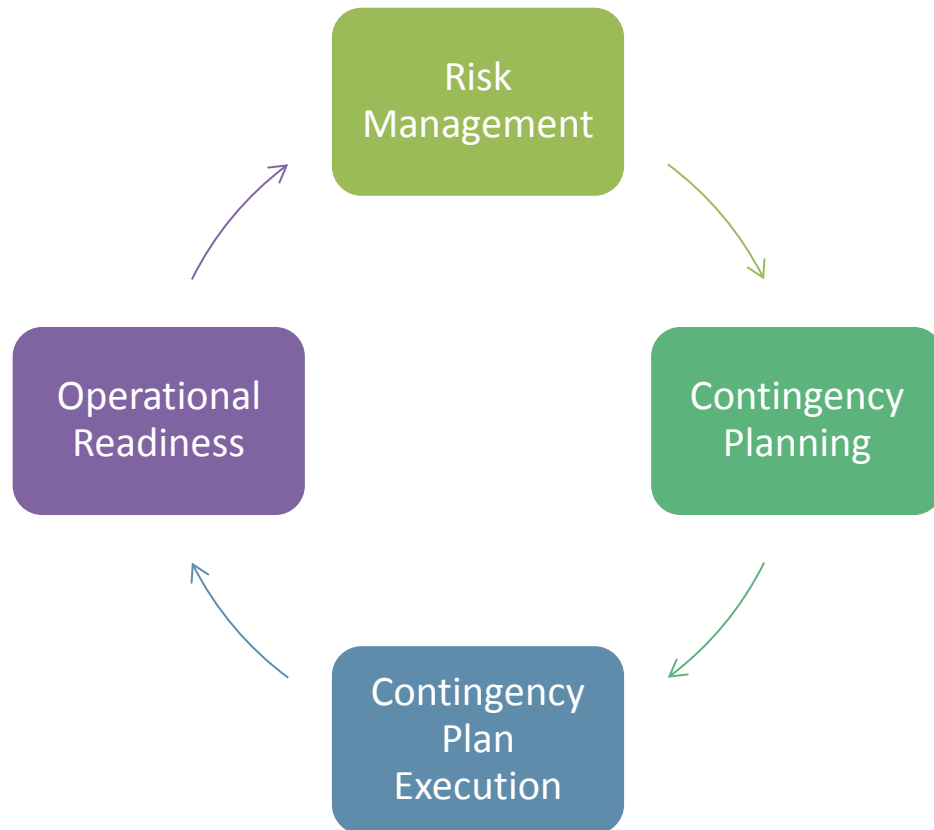 Risk
Management
Operational
Readiness
Contingency
Planning
Contingency
Plan
Execution